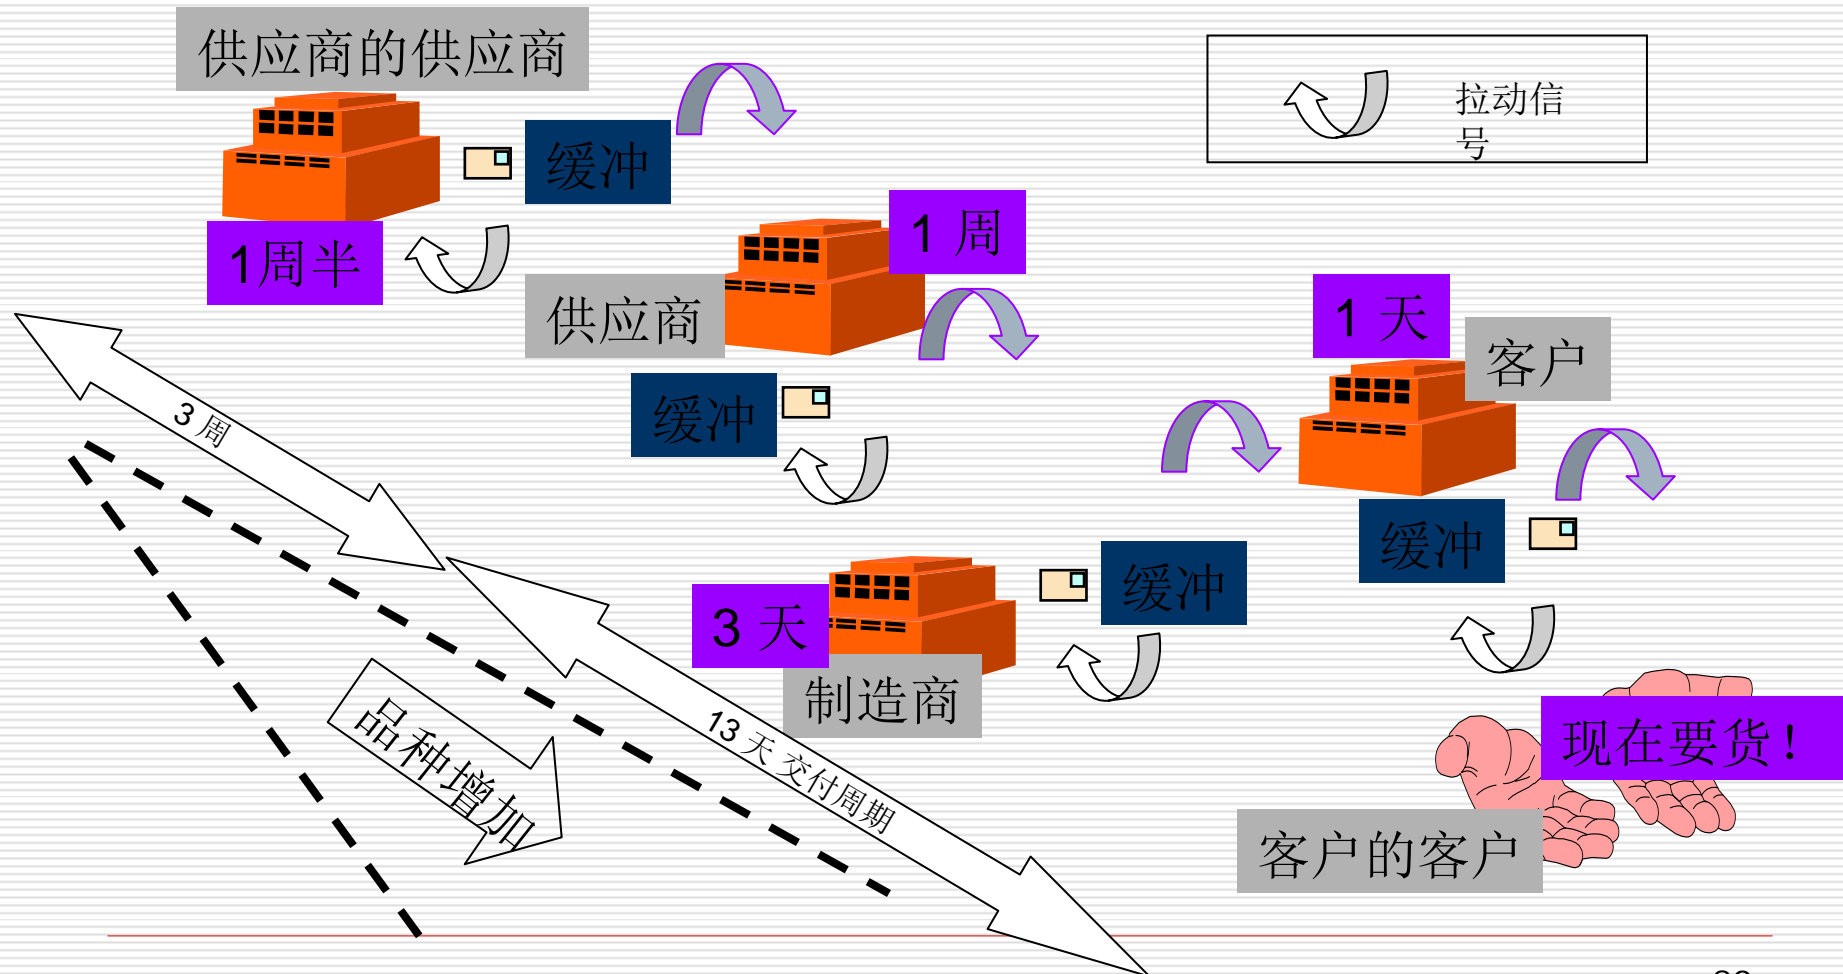 供应商的供应商
拉动信
号
缓冲
1周半
1 周
供应商
1 天
客户
缓冲
3 周
缓冲
缓冲
3 天
制造商
13 天 交付周期
品种增加
现在要货！
客户的客户